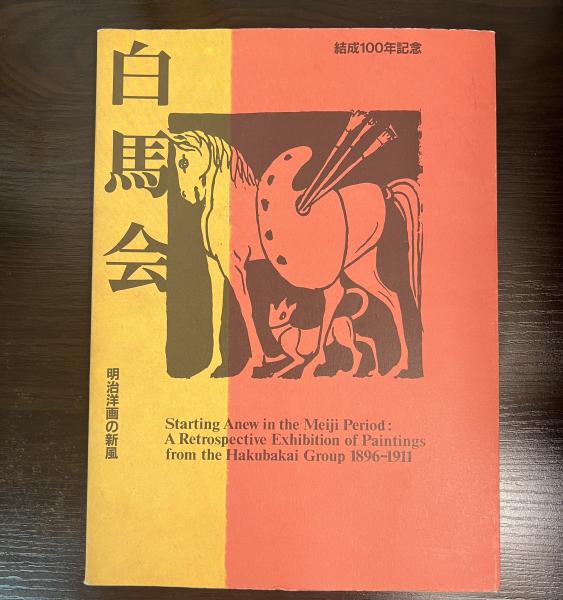 結成100年記念
白馬会
明治洋画の新風
Starting Anew in the Meiji Period:
A Retrospective Exhibition of Paintings
from the Hakubakai Group 1896–1911